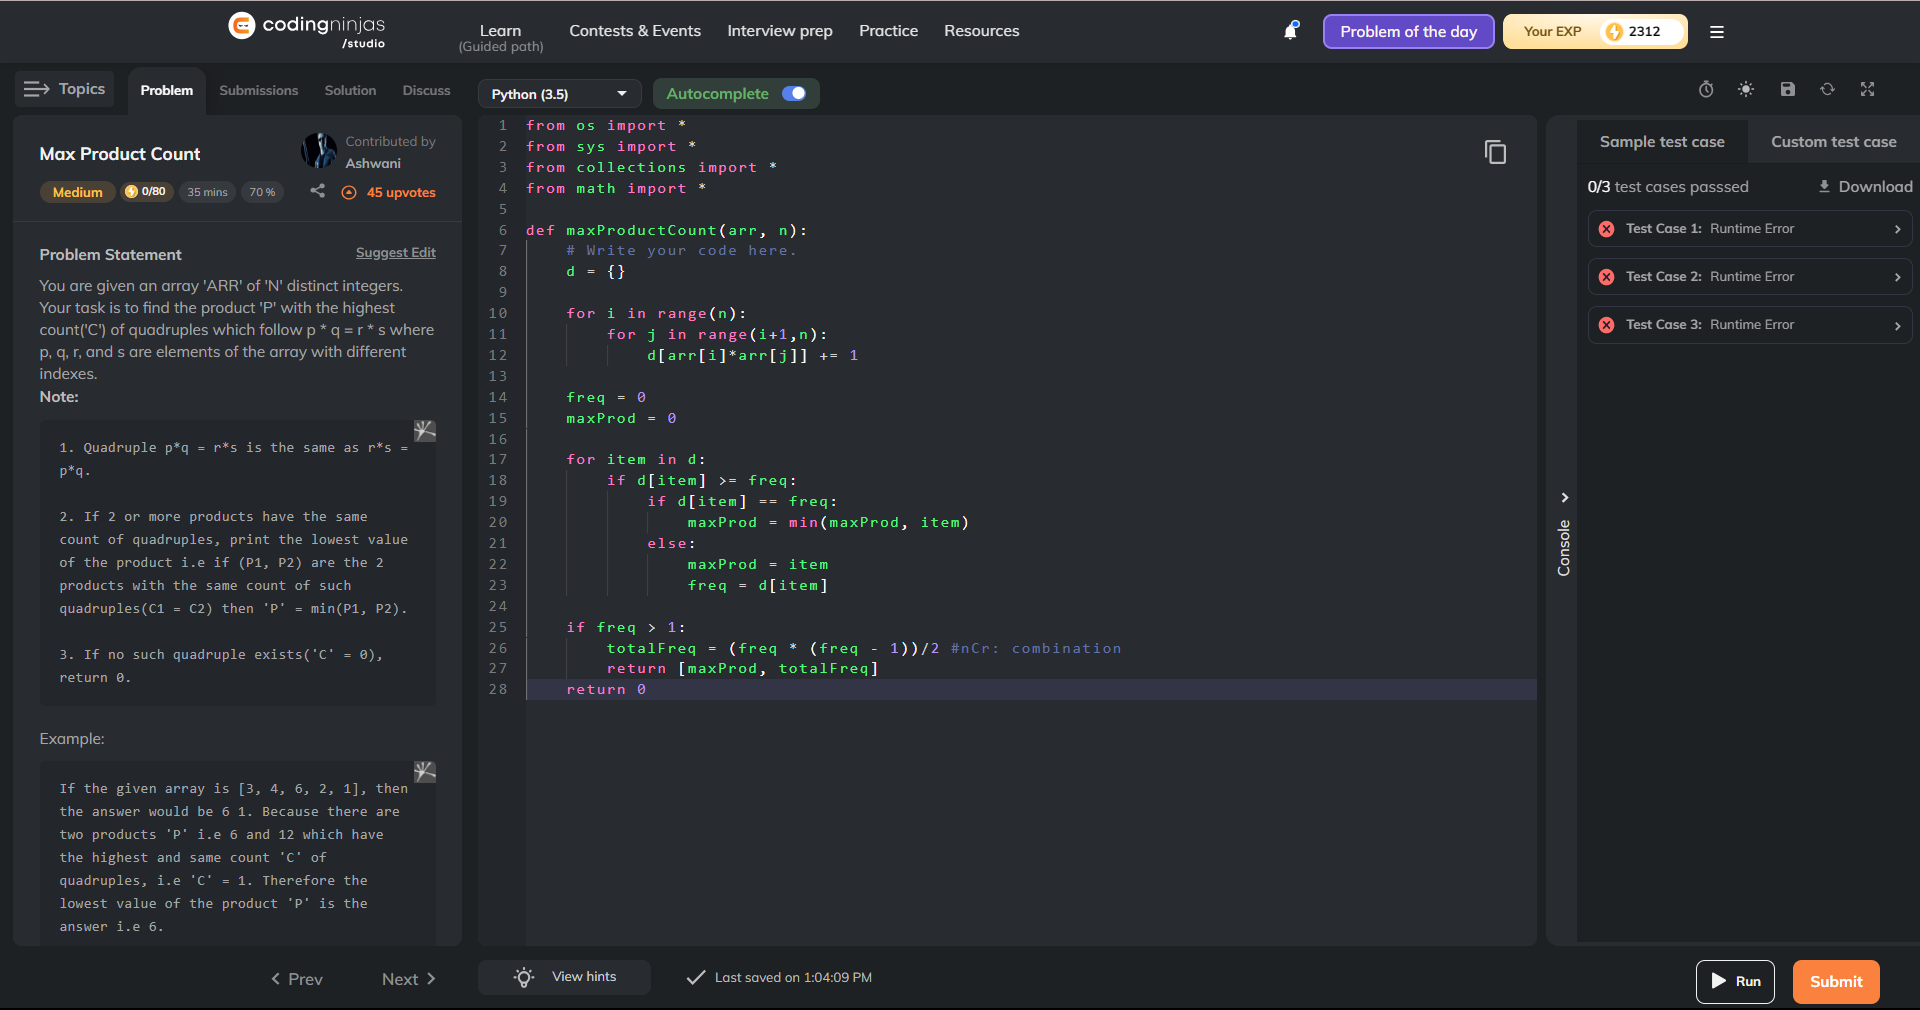 codingninjas
/studio
Learn
(Guided path)
Contests & Events
Interview prep
Practice
Resources
Problem of the day
Your EXP
2312
Topics
Problem
Submissions
Solution
Discuss
Python (3.5)
Autocomplete
Max Product Count
Contributed by
Ashwani
Medium
0/80
35 mins
70 %
45 upvotes
Problem Statement
Suggest Edit
You are given an array 'ARR' of 'N' distinct integers.
Your task is to find the product 'P' with the highest
count('C') of quadruples which follow p * q = r * s where
p, q, r, and s are elements of the array with different
indexes.
Note:
1. Quadruple p*q = r*s is the same as r*s =
p*q.
2. If 2 or more products have the same
count of quadruples, print the lowest value
of the product i.e if (P1, P2) are the 2
products with the same count of such
quadruples(C1 = C2) then 'P' = min(P1, P2).
3. If no such quadruple exists('C' = 0),
return 0.
Example:
If the given array is [3, 4, 6, 2, 1], then
the answer would be 6 1. Because there are
two products 'P' i.e 6 and 12 which have
the highest and same count 'C' of
quadruples, i.e 'C' = 1. Therefore the
lowest value of the product 'P' is the
answer i.e 6.
Prev
Next
1 from os import *
2 from sys import *
3 from collections import *
4 from math import *
5
6 def maxProductCount(arr, n):
7     # Write your code here.
8     d = {}
9
10     for i in range(n):
11         for j in range(i+1,n):
12             d[arr[i]*arr[j]] += 1
13
14     freq = 0
15     maxProd = 0
16
17     for item in d:
18         if d[item] >= freq:
19             if d[item] == freq:
20                 maxProd = min(maxProd, item)
21             else:
22                 maxProd = item
23                 freq = d[item]
24
25     if freq > 1:
26         totalFreq = (freq * (freq - 1))/2 #nCr: combination
27         return [maxProd, totalFreq]
28     return 0
View hints
Last saved on 1:04:09 PM
Console
Sample test case
Custom test case
0/3 test cases passsed
Download
Test Case 1: Runtime Error
Test Case 2: Runtime Error
Test Case 3: Runtime Error
Run
Submit